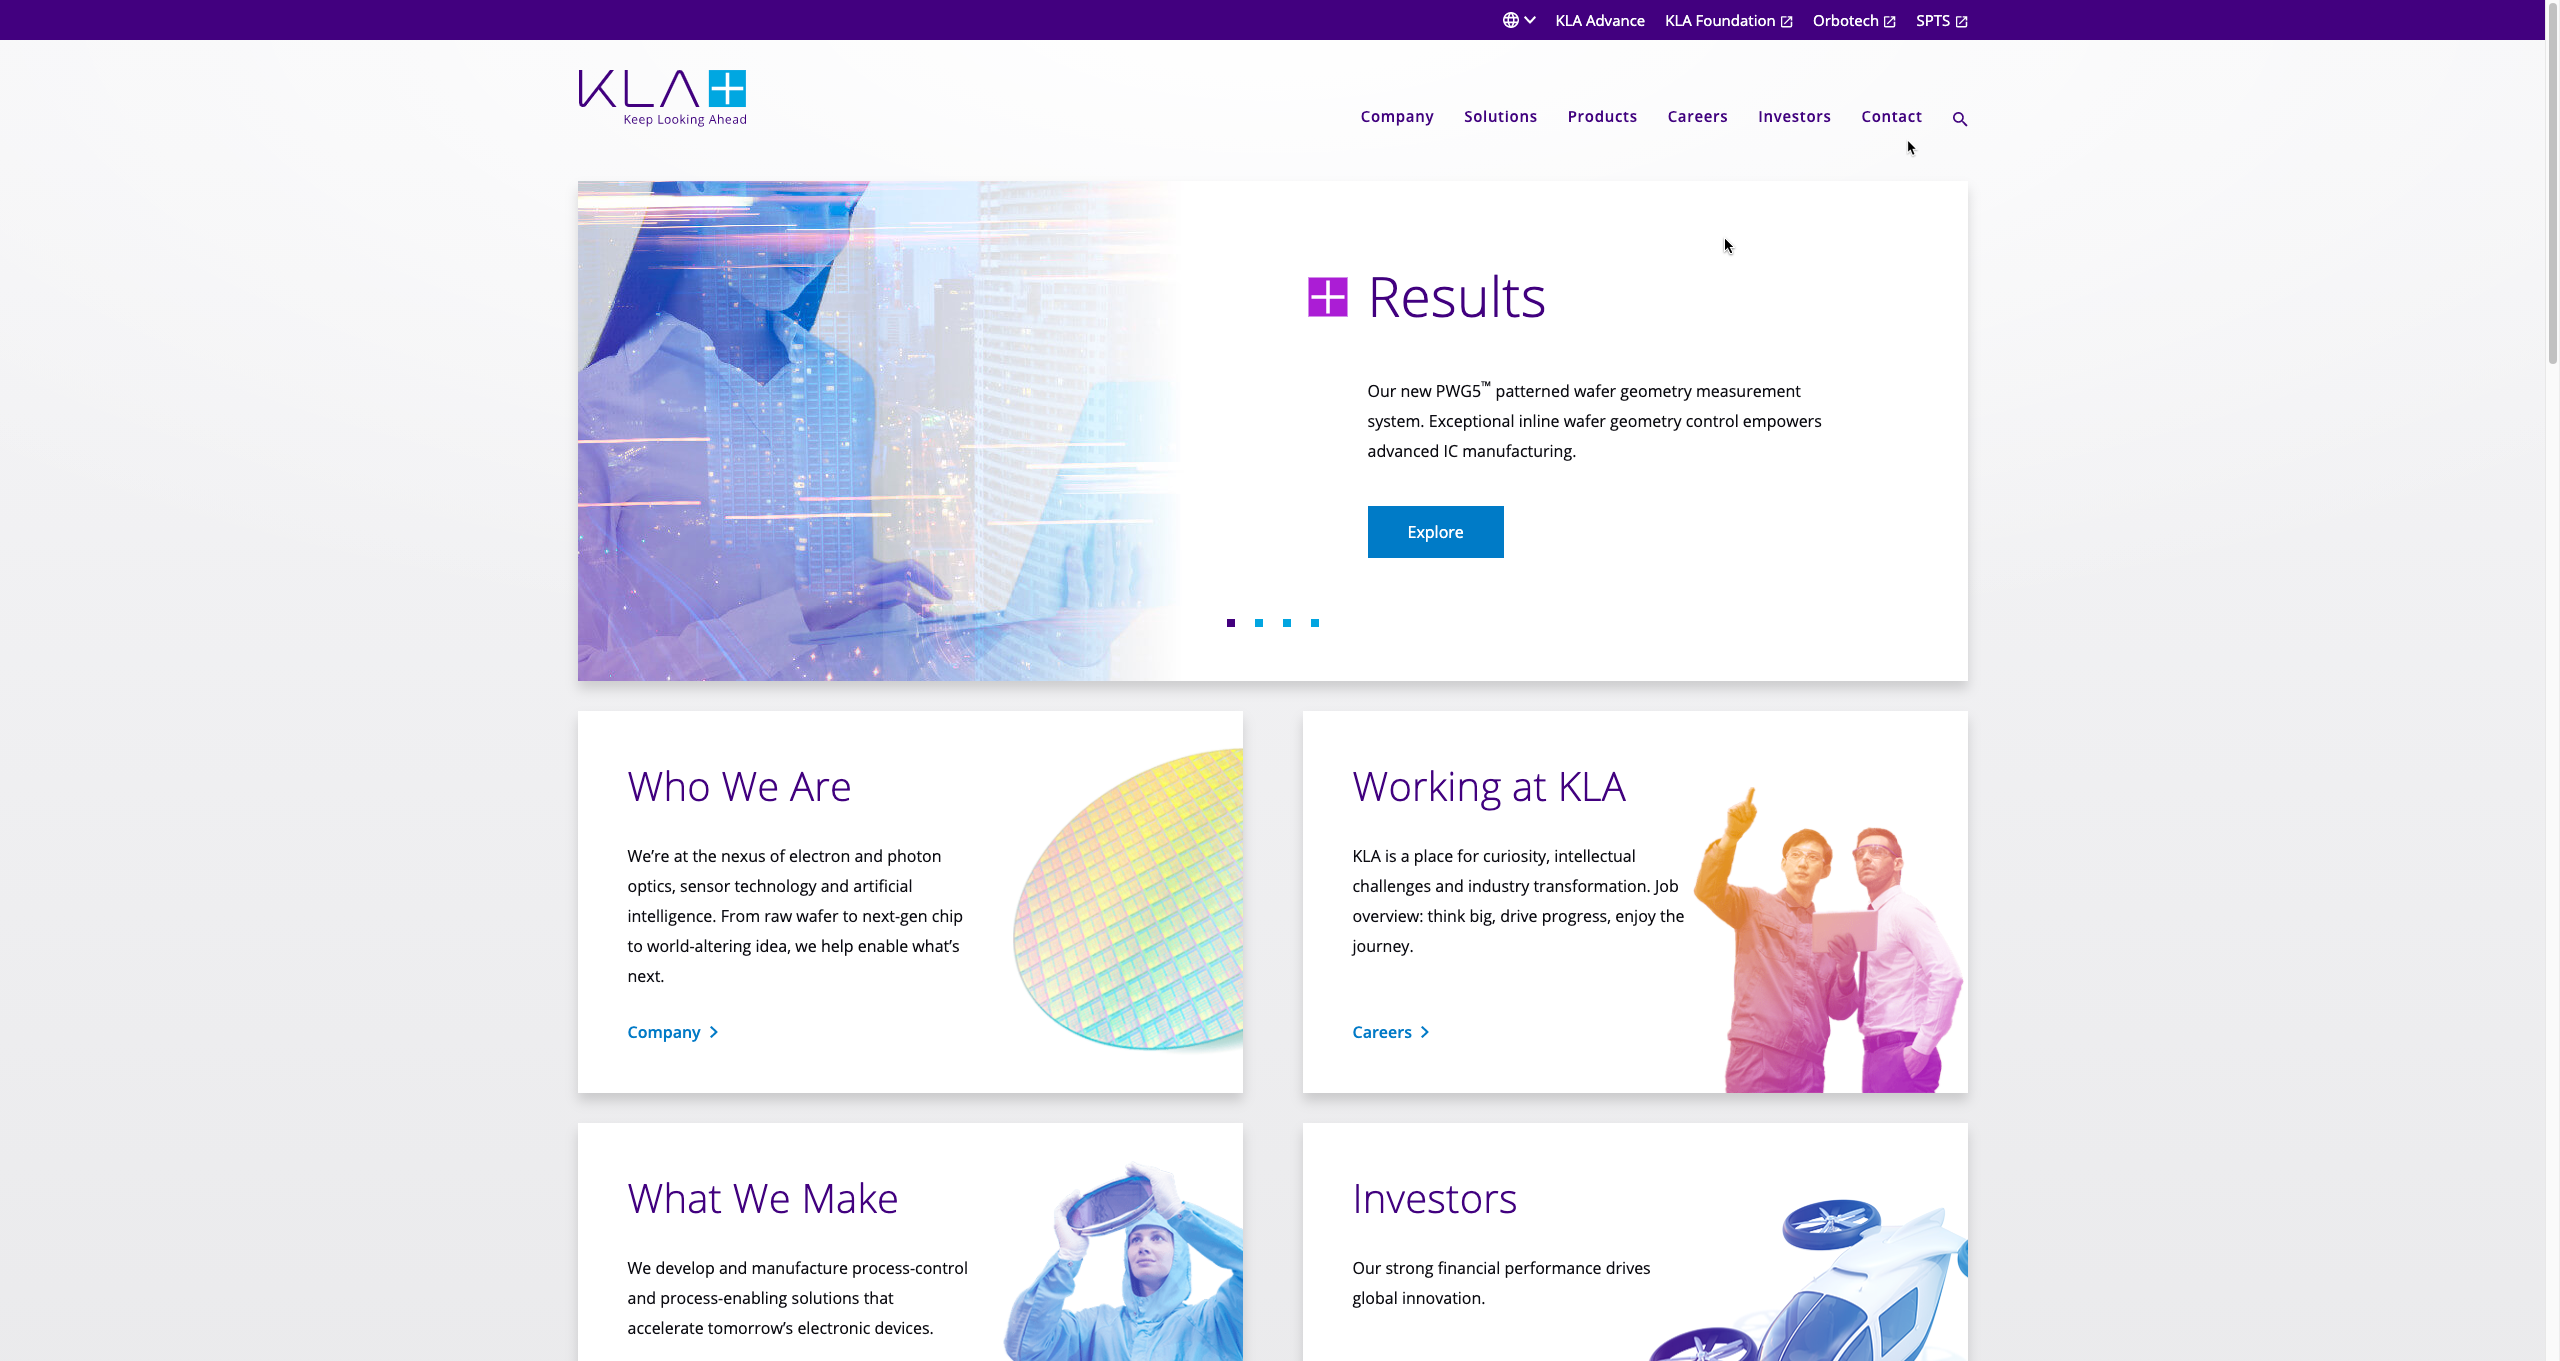 KLA Advance KLA Foundation Orbotech SPTS
KLA
Keep Looking Ahead
Company Solutions Products Careers Investors Contact
Results
Our new PWG5™ patterned wafer geometry measurement
system. Exceptional inline wafer geometry control empowers
advanced IC manufacturing.
Explore
Who We Are
We’re at the nexus of electron and photon
optics, sensor technology and artificial
intelligence. From raw wafer to next-gen chip
to world-altering idea, we help enable what’s
next.
Company
Working at KLA
KLA is a place for curiosity, intellectual
challenges and industry transformation. Job
overview: think big, drive progress, enjoy the
journey.
Careers
What We Make
We develop and manufacture process-control
and process-enabling solutions that
accelerate tomorrow’s electronic devices.
Investors
Our strong financial performance drives
global innovation.